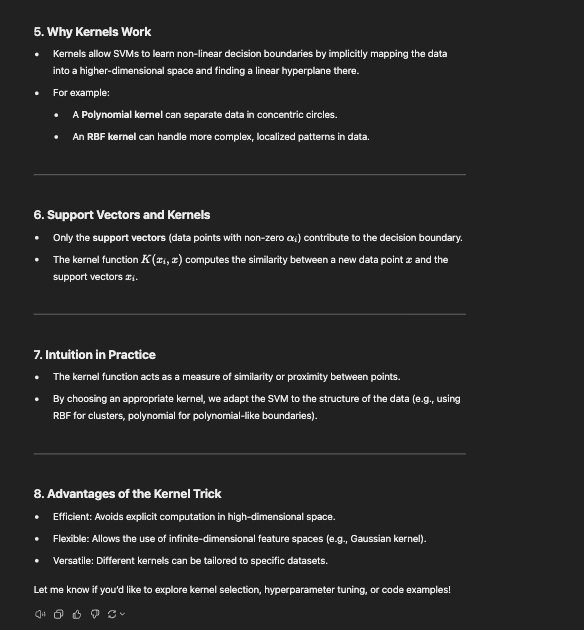 5. Why Kernels Work
• Kernels allow SVMs to learn non-linear decision boundaries by implicitly mapping the data
into a higher-dimensional space and finding a linear hyperplane there.
• For example:
• A Polynomial kernel can separate data in concentric circles.
• An RBF kernel can handle more complex, localized patterns in data.
6. Support Vectors and Kernels
• Only the support vectors (data points with non-zero αᵢ) contribute to the decision boundary.
• The kernel function K(xᵢ, x) computes the similarity between a new data point x and the
support vectors xᵢ.
7. Intuition in Practice
• The kernel function acts as a measure of similarity or proximity between points.
• By choosing an appropriate kernel, we adapt the SVM to the structure of the data (e.g., using
RBF for clusters, polynomial for polynomial-like boundaries).
8. Advantages of the Kernel Trick
• Efficient: Avoids explicit computation in high-dimensional space.
• Flexible: Allows the use of infinite-dimensional feature spaces (e.g., Gaussian kernel).
• Versatile: Different kernels can be tailored to specific datasets.
Let me know if you'd like to explore kernel selection, hyperparameter tuning, or code examples!